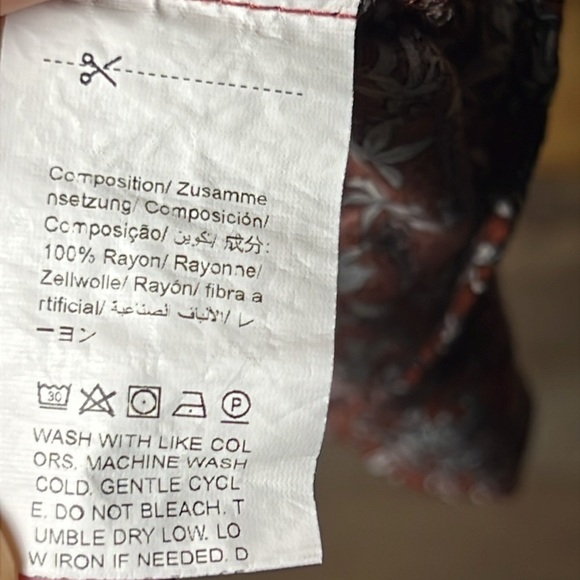 Composition/ Zusamme
nsetzung/ Composición/
Composição/ تكوين/ 成分:
100% Rayon/ Rayonne/
Zellwolle/ Rayón/ fibra a
rtificial/ الألياف الصناعية/ レ
ーヨン
30 P
WASH WITH LIKE COL
ORS. MACHINE WASH
COLD. GENTLE CYCL
E. DO NOT BLEACH. T
UMBLE DRY LOW. LO
W IRON IF NEEDED. D